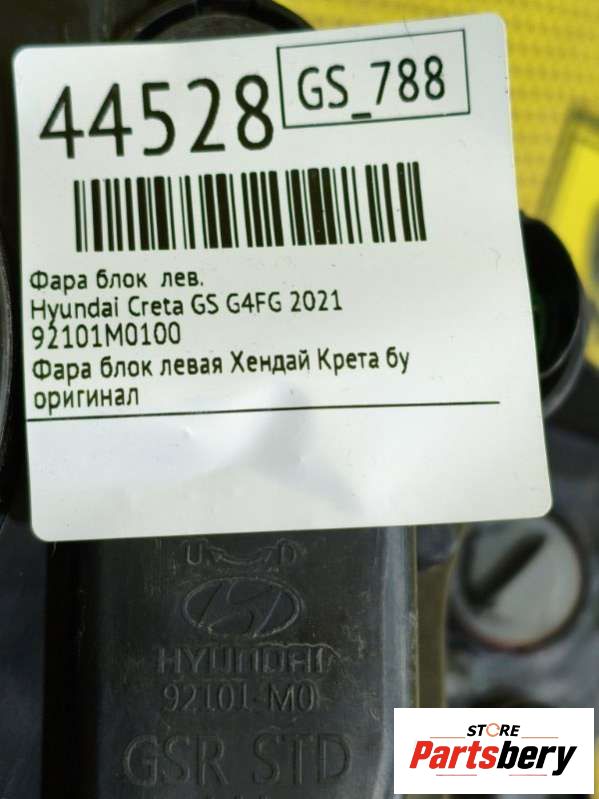 44528
GS_788
Фара блок лев.
Hyundai Creta GS G4FG 2021
92101M0100
Фара блок левая Хендай Крета бу
оригинал
U D
HYUNDAI
92101-M0
GSR STD
STORE
Partsbery